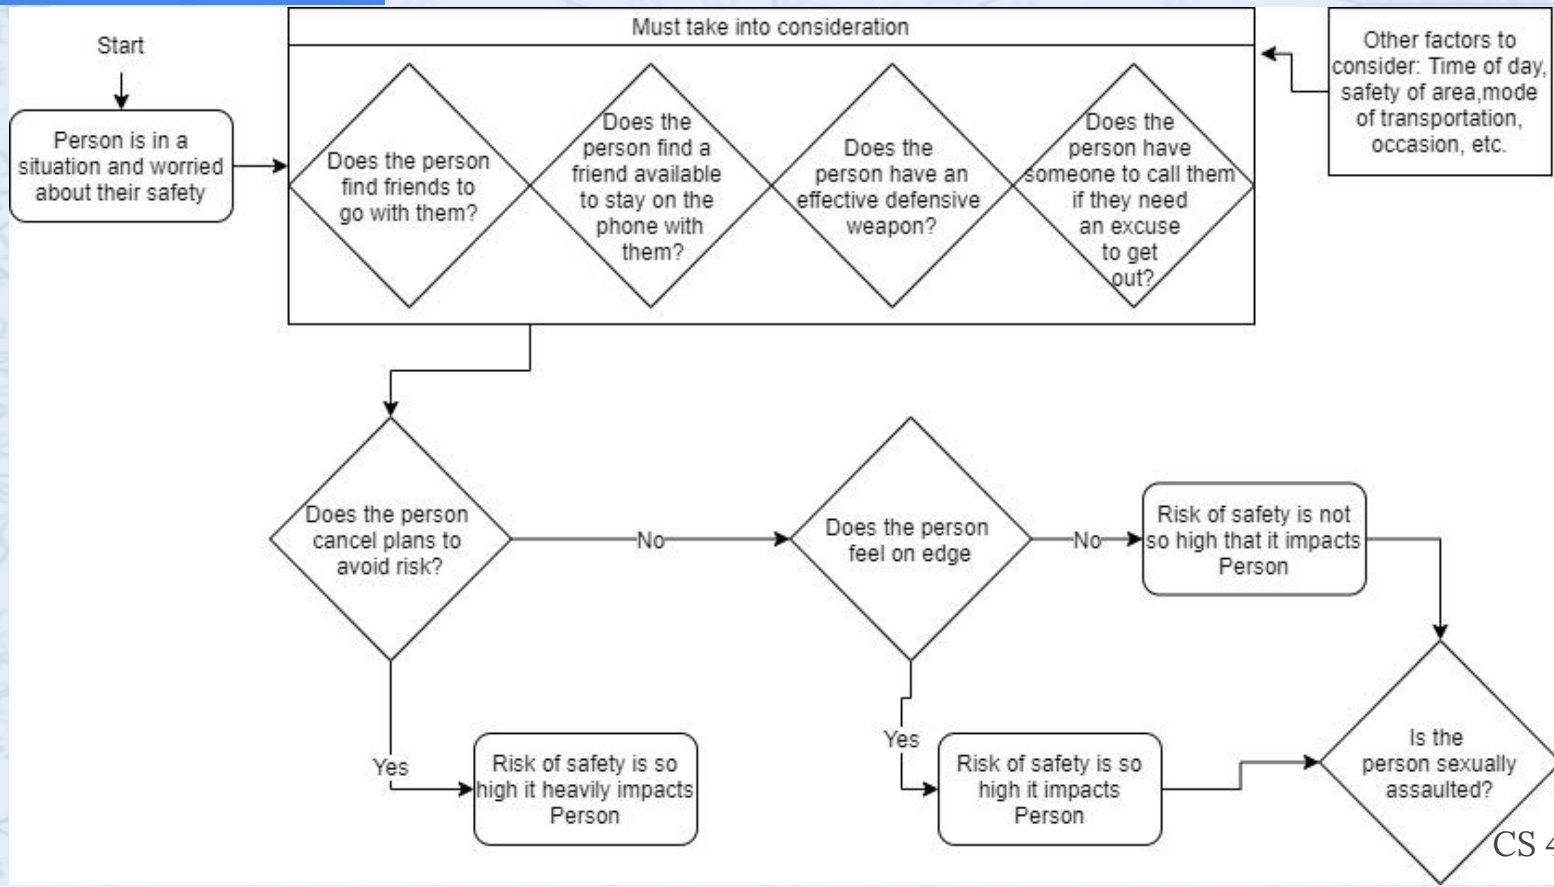 Start
Must take into consideration
Other factors to
consider: Time of day,
safety of area,mode
of transportation,
occasion, etc.
Person is in a
situation and worried
about their safety
Does the person
find friends to
go with them?
Does the
person find a
friend available
to stay on the
phone with
them?
Does the
person have an
effective defensive
weapon?
Does the
person have
someone to call them
if they need
an excuse
to get
out?
Does the person
cancel plans to
avoid risk?
No
Does the person
feel on edge
No
Risk of safety is not
so high that it impacts
Person
Yes
Risk of safety is so
high it heavily impacts
Person
Yes
Risk of safety is so
high it impacts
Person
Is the
person sexually
assaulted?
CS 4